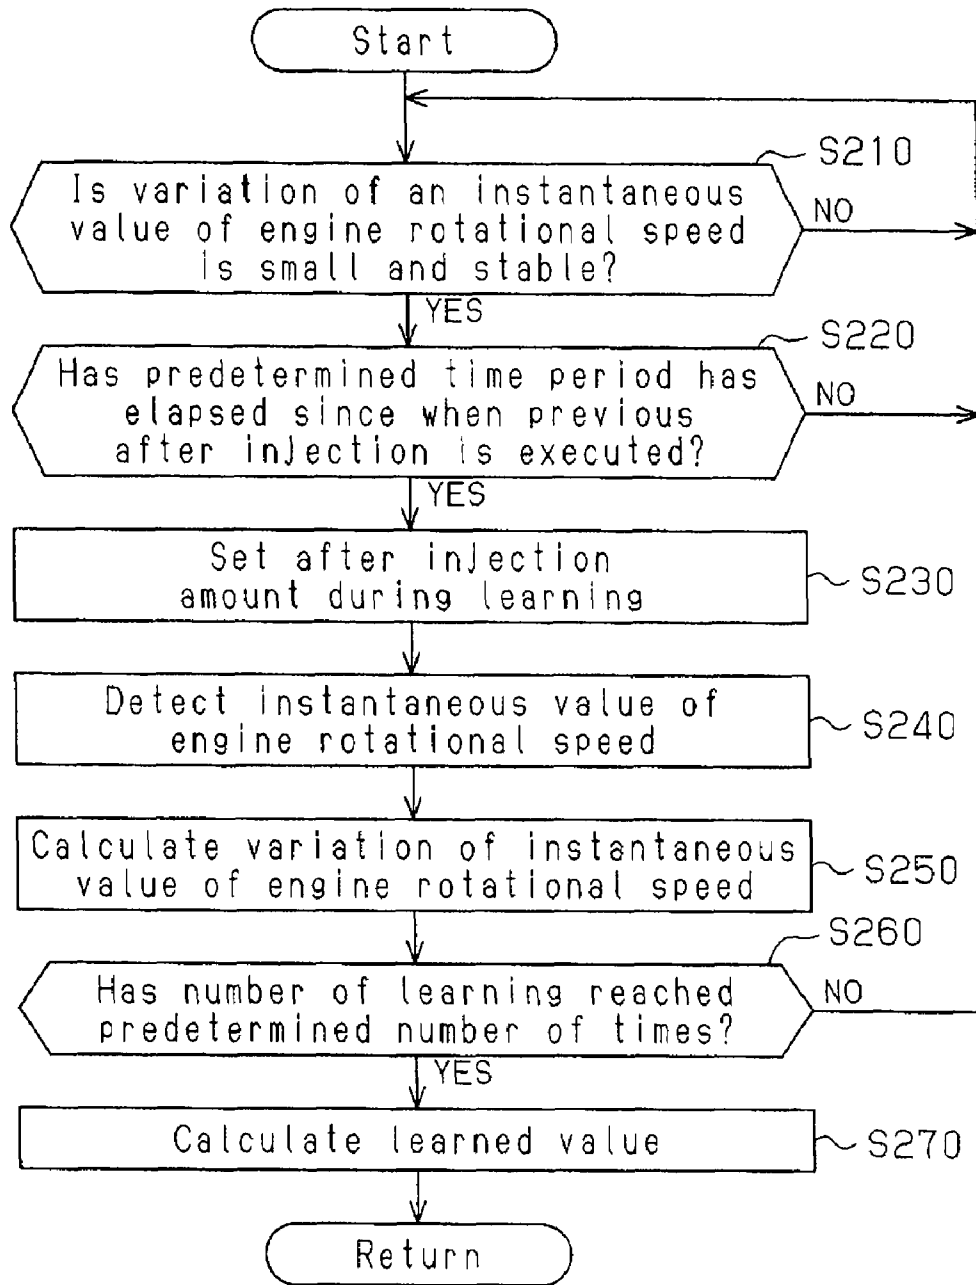 Start
S210
Is variation of an instantaneous
value of engine rotational speed
is small and stable?
NO
YES
S220
Has predetermined time period has
elapsed since when previous
after injection is executed?
NO
YES
Set after injection
amount during learning
S230
Detect instantaneous value of
engine rotational speed
S240
Calculate variation of instantaneous
value of engine rotational speed
S250
S260
Has number of learning reached
predetermined number of times?
NO
YES
Calculate learned value
S270
Return